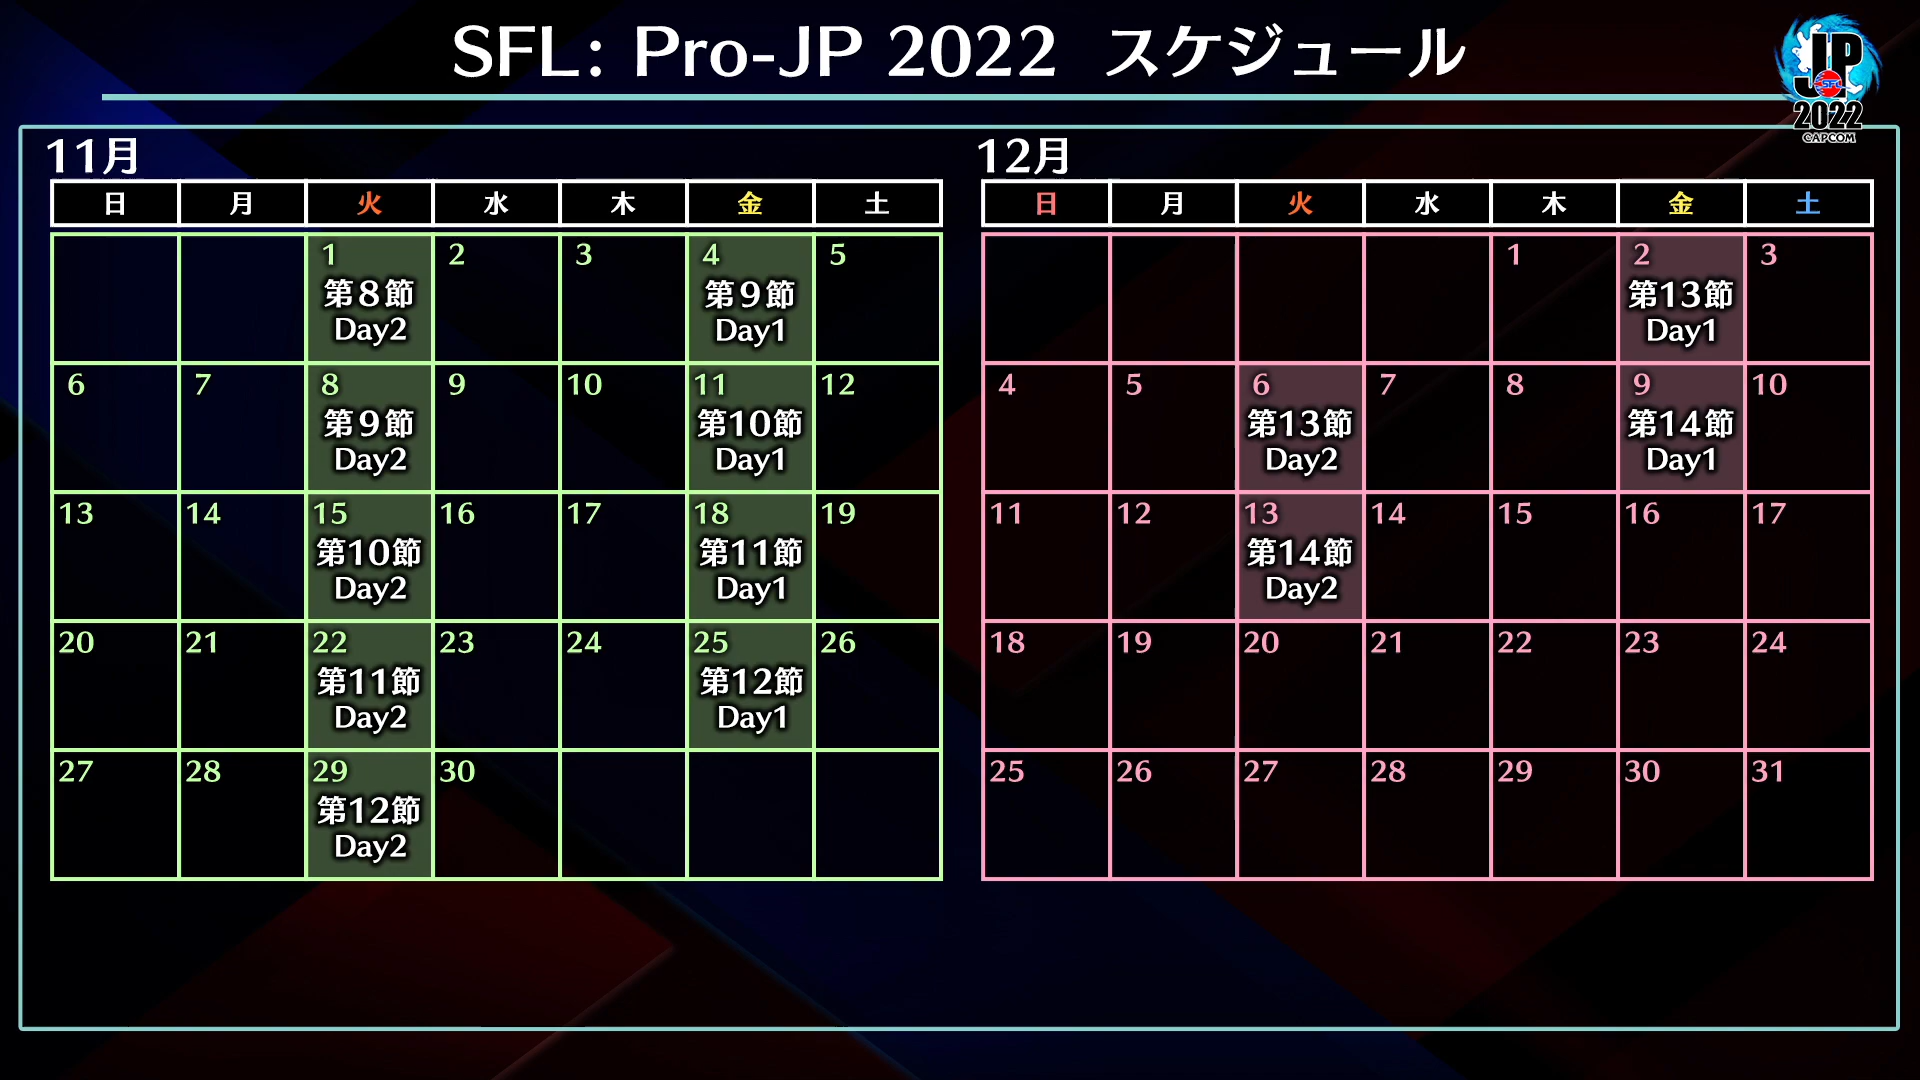 SFL: Pro-JP 2022 スケジュール
JP
SFL
2022
CAPCOM
11月
日 月 火 水 木 金 土
1 2 3 4 5
第8節 第9節
Day2 Day1
6 7 8 9 10 11 12
第9節 第10節
Day2 Day1
13 14 15 16 17 18 19
第10節 第11節
Day2 Day1
20 21 22 23 24 25 26
第11節 第12節
Day2 Day1
27 28 29 30
第12節
Day2
12月
日 月 火 水 木 金 土
1 2 3
第13節
Day1
4 5 6 7 8 9 10
第13節 第14節
Day2 Day1
11 12 13 14 15 16 17
第14節
Day2
18 19 20 21 22 23 24
25 26 27 28 29 30 31